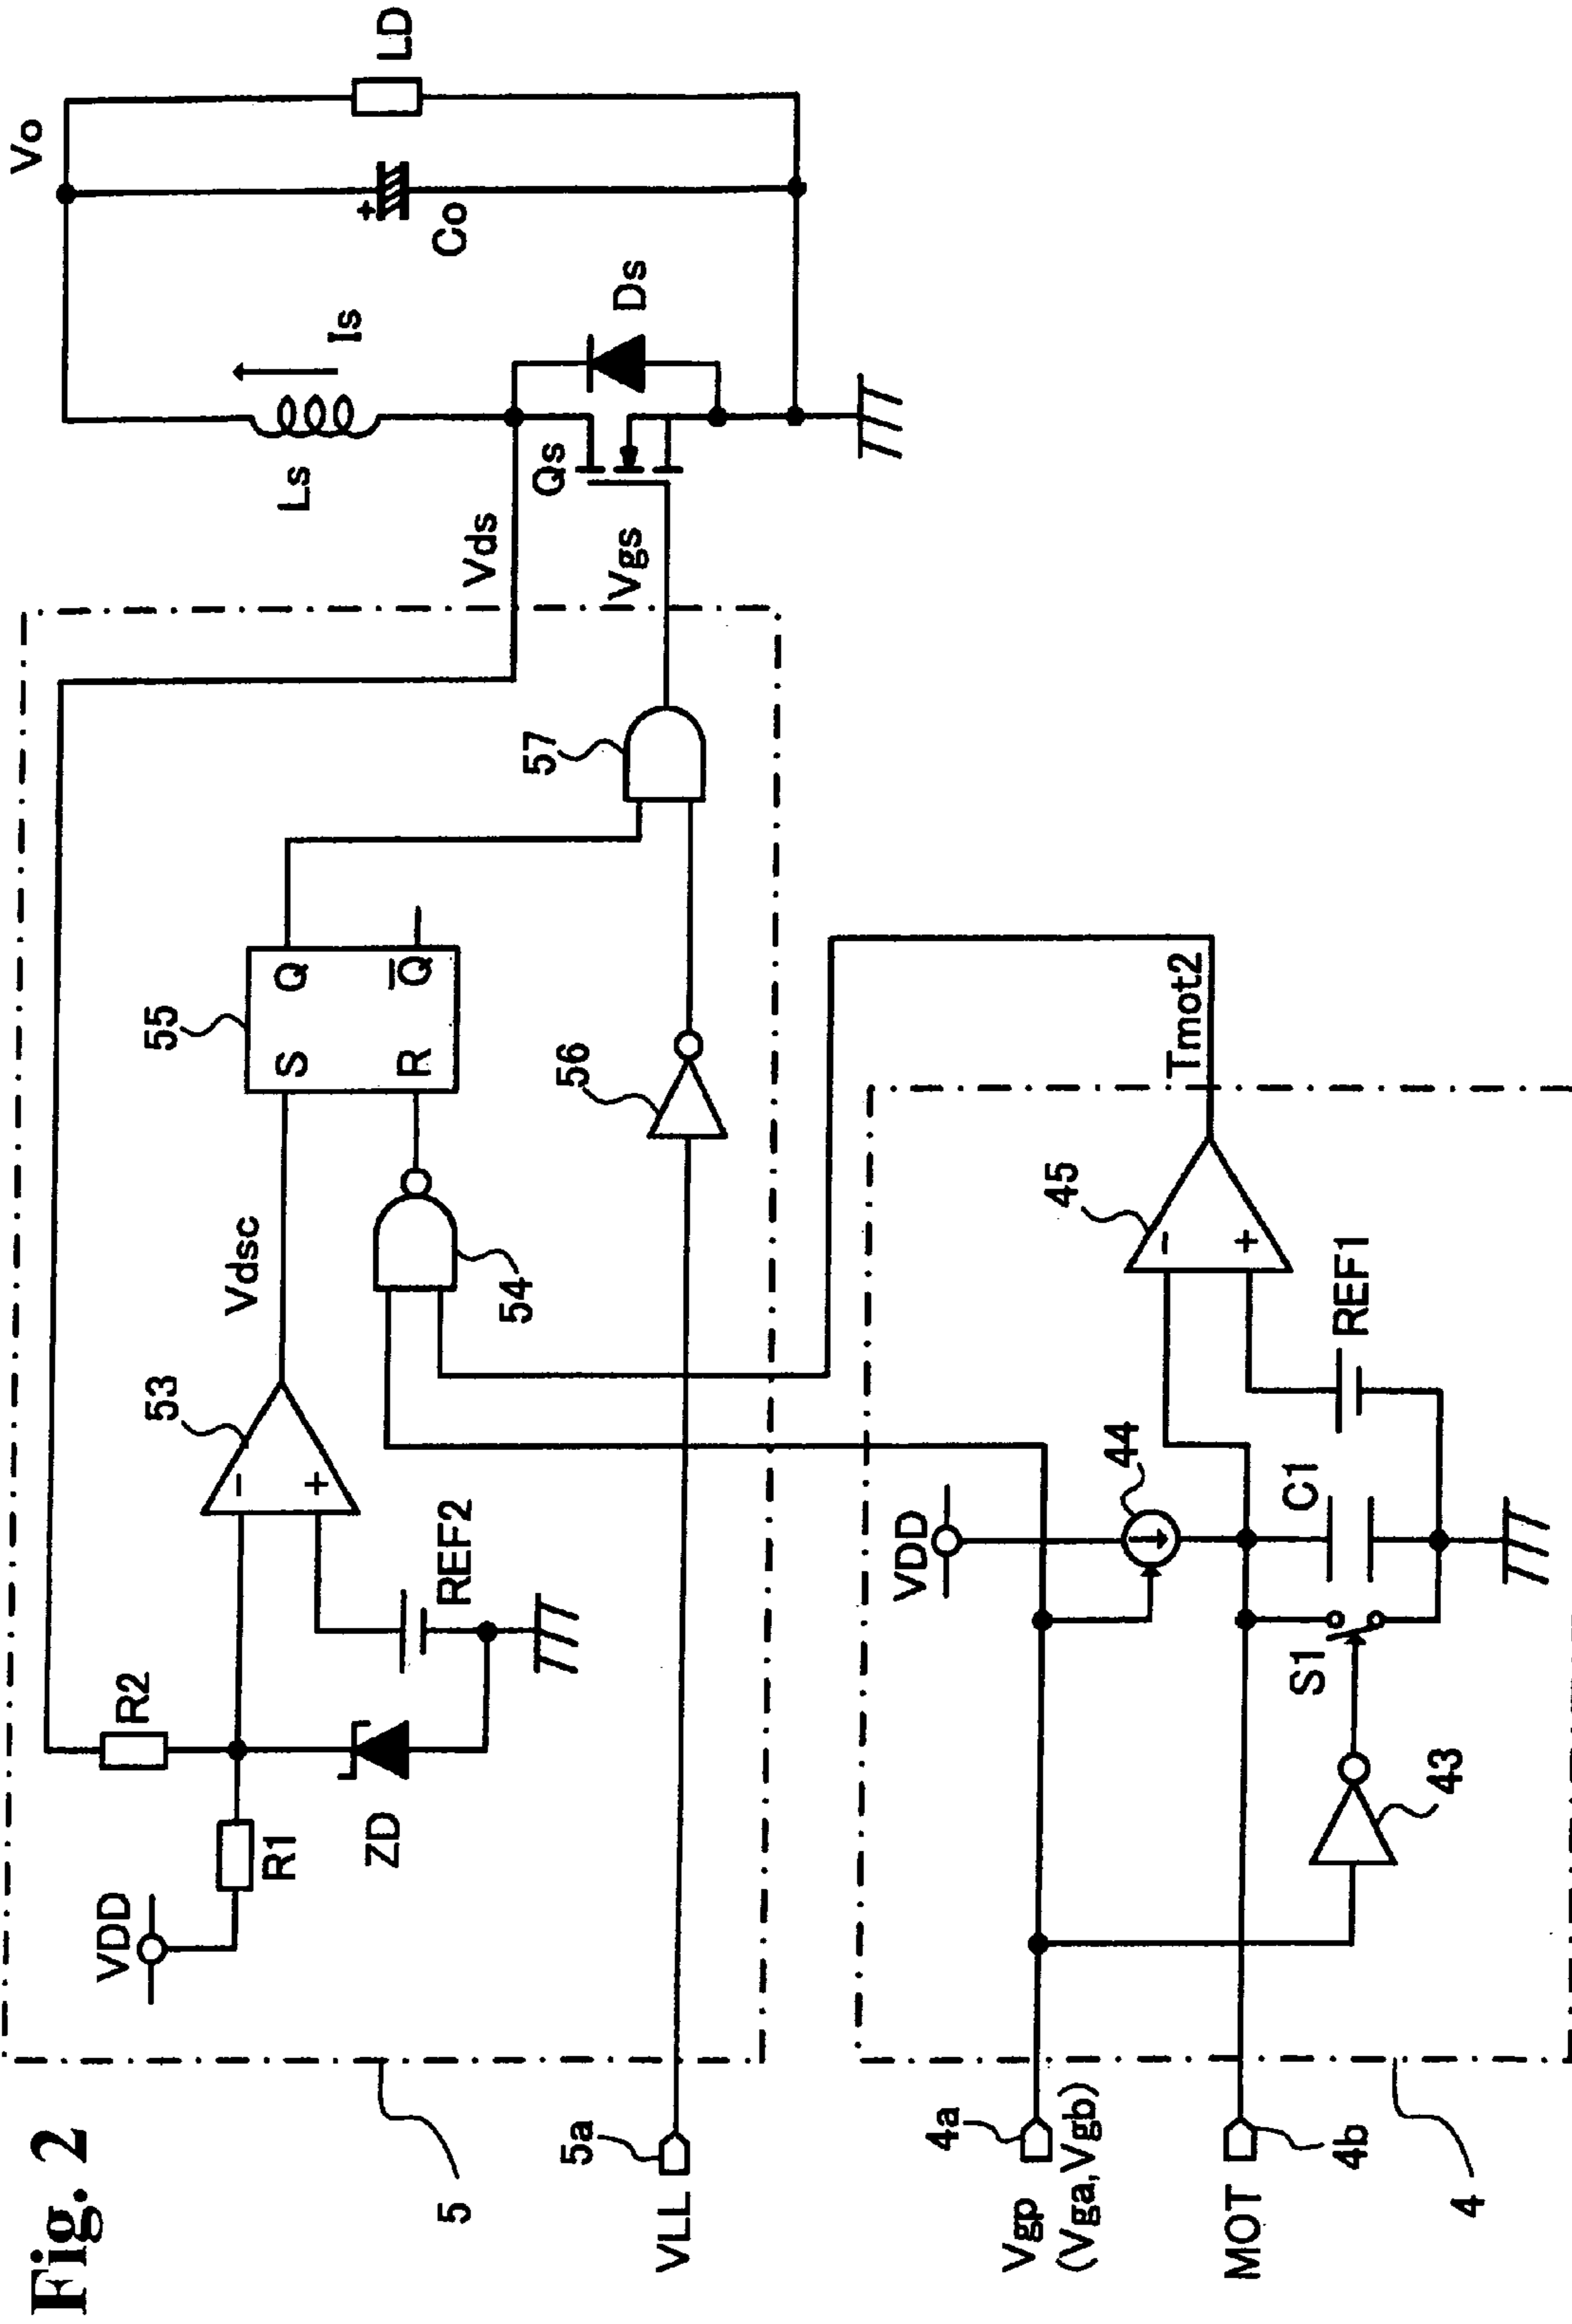 Fig. 2
5
VDD
R1
R2
ZD
REF2
53
-
+
Vdsc
54
55
S
Q
R
Q̅
56
57
Vds
Vgs
Qs
Ds
Ls
Is
Co
+
Vo
LD
5a
VLL
4a
Vgp
(Vga,Vgb)
MOT
4b
4
43
S1
C1
VDD
44
REF1
45
-
+
Tmot2